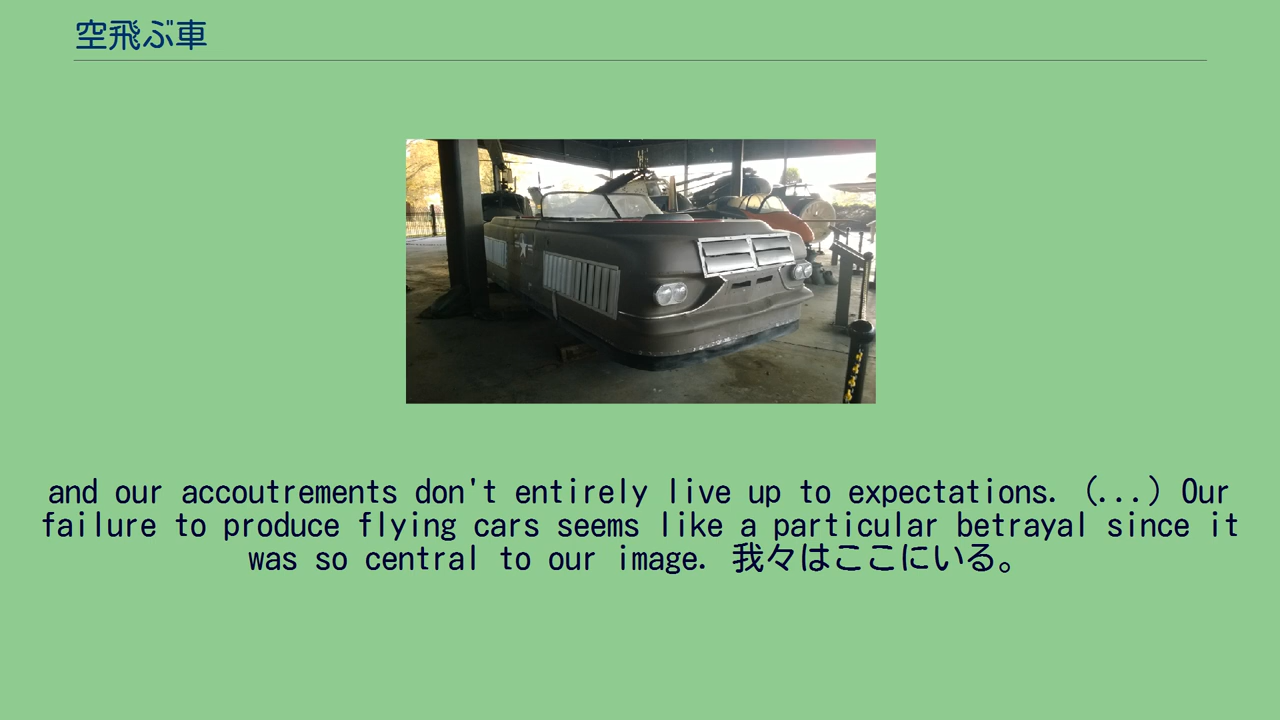 空飛ぶ車
and our accoutrements don't entirely live up to expectations. (...) Our
failure to produce flying cars seems like a particular betrayal since it
was so central to our image. 我々はここにいる。